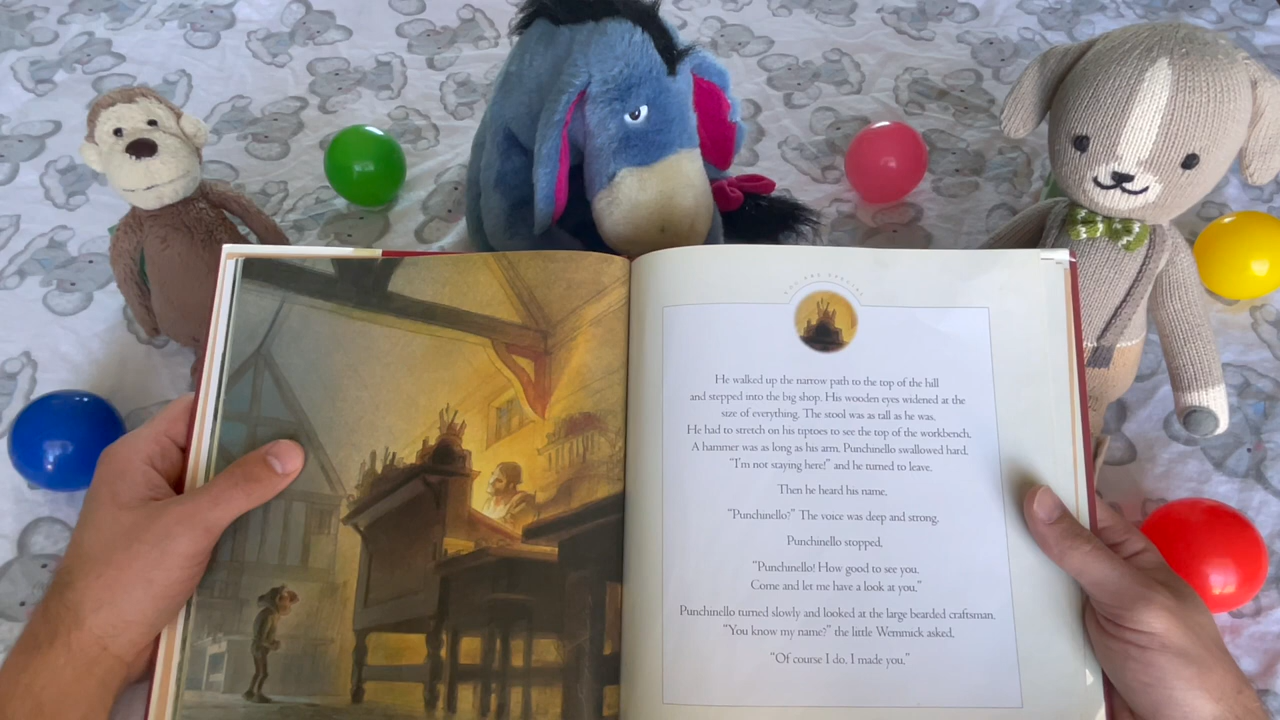 YOU ARE SPECIAL
He walked up the narrow path to the top of the hill
and stepped into the big shop. His wooden eyes widened at the
size of everything. The stool was as tall as he was.
He had to stretch on his tiptoes to see the top of the workbench.
A hammer was as long as his arm. Punchinello swallowed hard.
"I'm not staying here!" and he turned to leave.
Then he heard his name.
"Punchinello?" The voice was deep and strong.
Punchinello stopped.
"Punchinello! How good to see you.
Come and let me have a look at you."
Punchinello turned slowly and looked at the large bearded craftsman.
"You know my name?" the little Wemmick asked.
"Of course I do. I made you."